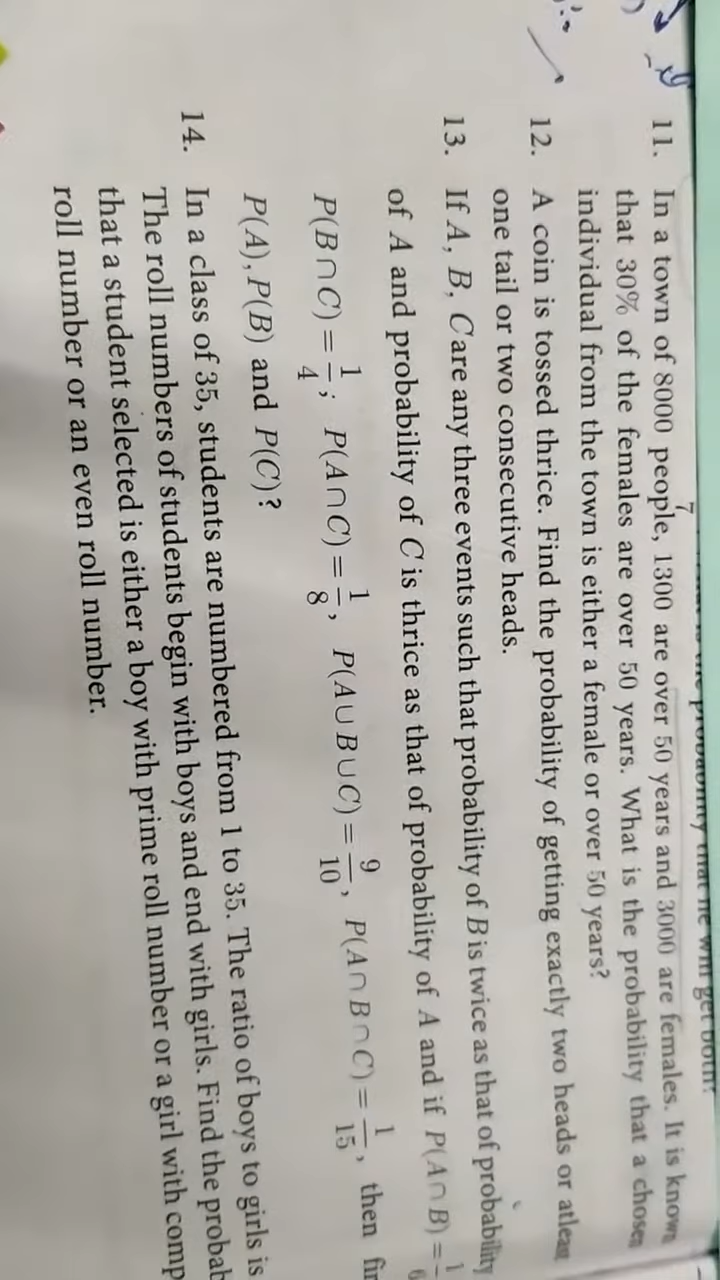 probability that he will get both?
7
11. In a town of 8000 people, 1300 are over 50 years and 3000 are females. It is known
that 30% of the females are over 50 years. What is the probability that a chosen
individual from the town is either a female or over 50 years?
12. A coin is tossed thrice. Find the probability of getting exactly two heads or atleast
one tail or two consecutive heads.
13. If A, B, C are any three events such that probability of B is twice as that of probability
of A and probability of C is thrice as that of probability of A and if P(A∩B)=1/6
P(B∩C)=1/4; P(A∩C)=1/8, P(A∪B∪C)=9/10, P(A∩B∩C)=1/15, then
P(A), P(B) and P(C)?
14. In a class of 35, students are numbered from 1 to 35. The ratio of boys to girls is
The roll numbers of students begin with boys and end with girls. Find the probab
that a student selected is either a boy with prime roll number or a girl with comp
roll number or an even roll number.